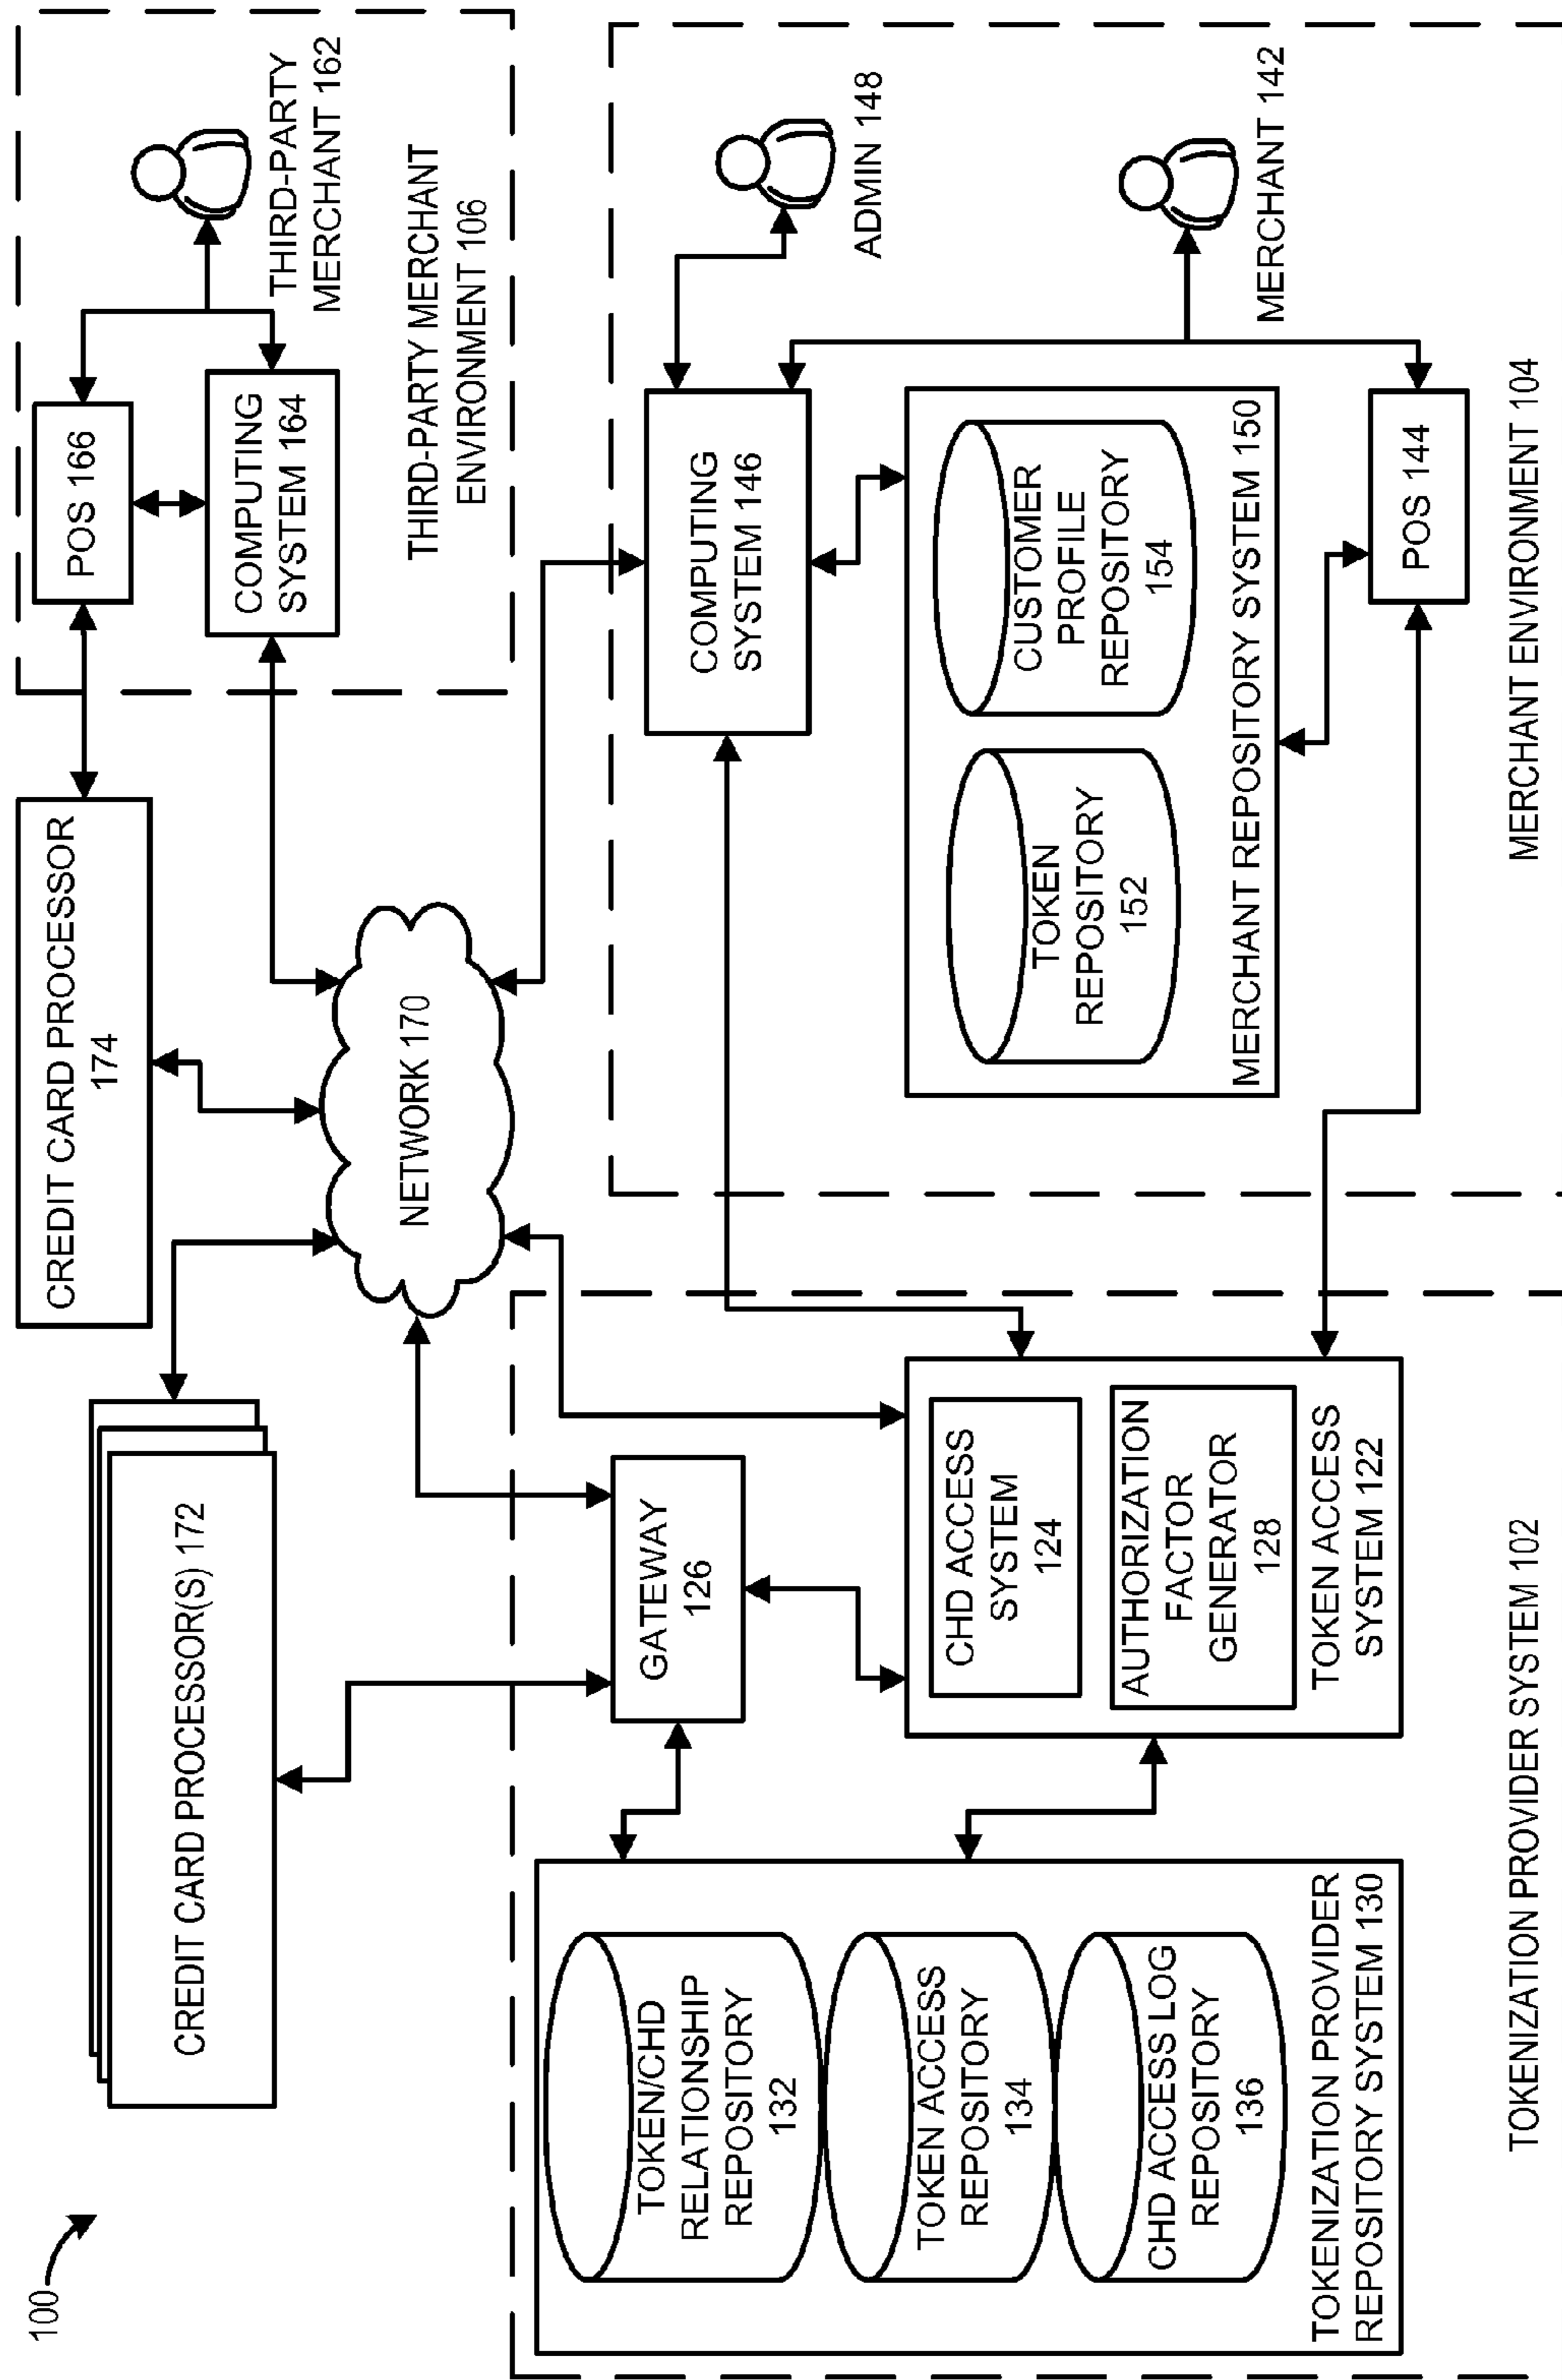 100
CREDIT CARD PROCESSOR(S) 172
CREDIT CARD PROCESSOR
174
POS 166
COMPUTING
SYSTEM 164
THIRD-PARTY
MERCHANT 162
THIRD-PARTY MERCHANT
ENVIRONMENT 106
NETWORK 170
GATEWAY
126
TOKEN/CHD
RELATIONSHIP
REPOSITORY
132
TOKEN ACCESS
REPOSITORY
134
CHD ACCESS LOG
REPOSITORY
136
TOKENIZATION PROVIDER
REPOSITORY SYSTEM 130
CHD ACCESS
SYSTEM
124
AUTHORIZATION
FACTOR
GENERATOR
128
TOKEN ACCESS
SYSTEM 122
TOKENIZATION PROVIDER SYSTEM 102
COMPUTING
SYSTEM 146
ADMIN 148
TOKEN
REPOSITORY
152
CUSTOMER
PROFILE
REPOSITORY
154
MERCHANT REPOSITORY SYSTEM 150
MERCHANT 142
POS 144
MERCHANT ENVIRONMENT 104